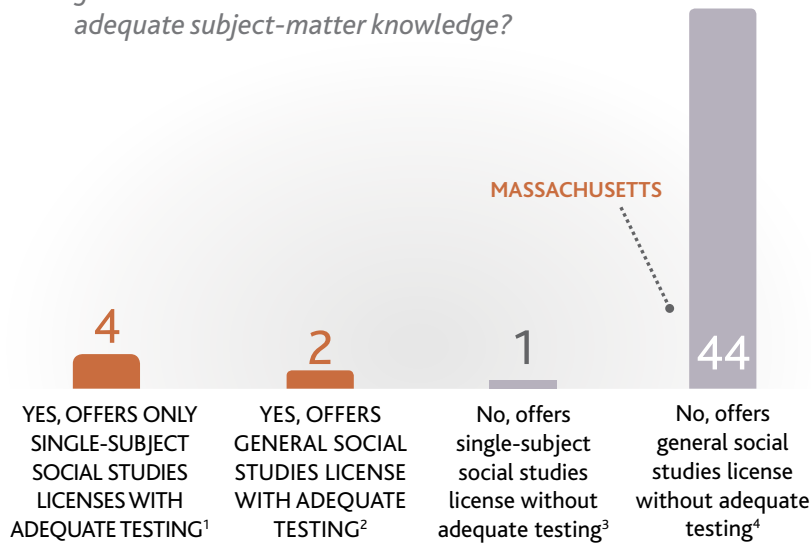 adequate subject-matter knowledge?
MASSACHUSETTS
4
2
1
44
YES, OFFERS ONLY
SINGLE-SUBJECT
SOCIAL STUDIES
LICENSES WITH
ADEQUATE TESTING¹
YES, OFFERS
GENERAL SOCIAL
STUDIES LICENSE
WITH ADEQUATE
TESTING²
No, offers
single-subject
social studies
license without
adequate testing³
No, offers
general social
studies license
without adequate
testing⁴